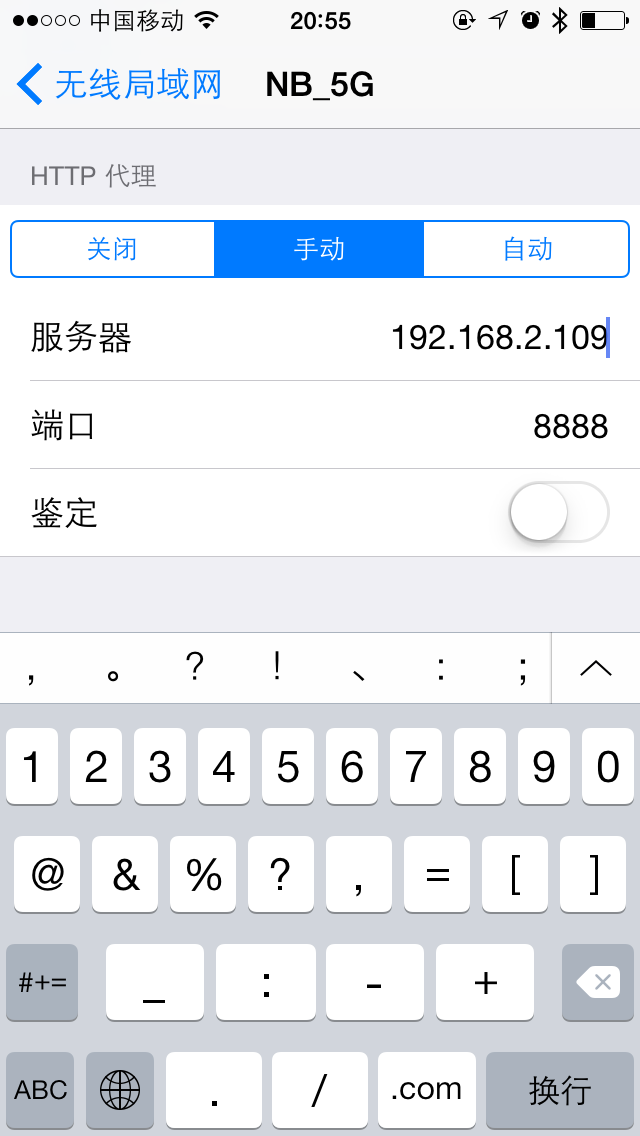 中国移动 20:55
无线局域网 NB_5G
HTTP 代理
关闭 手动 自动
服务器 192.168.2.109
端口 8888
鉴定
， 。 ? ! 、 : ;
1 2 3 4 5 6 7 8 9 0
@ & % ? , = [ ]
#+= _ : - +
ABC . / .com 换行